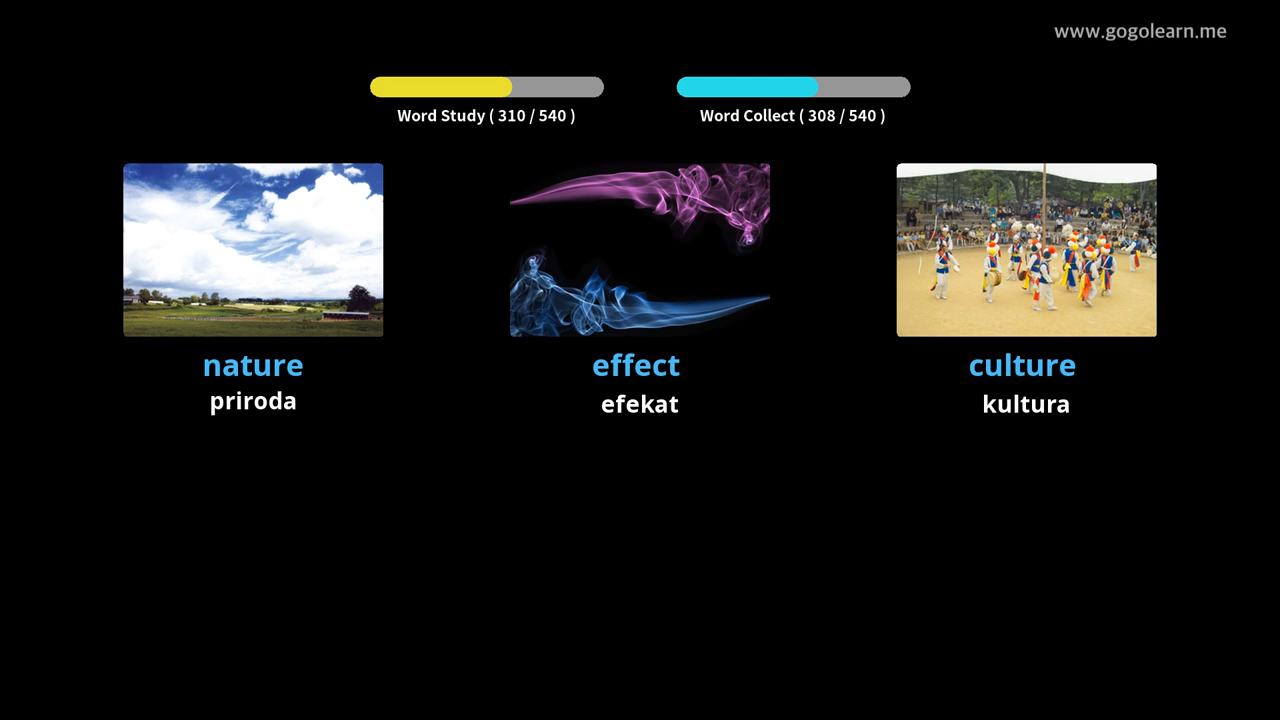 www.gogolearn.me
Word Study ( 310 / 540 )
Word Collect ( 308 / 540 )
nature
priroda
effect
efekat
culture
kultura